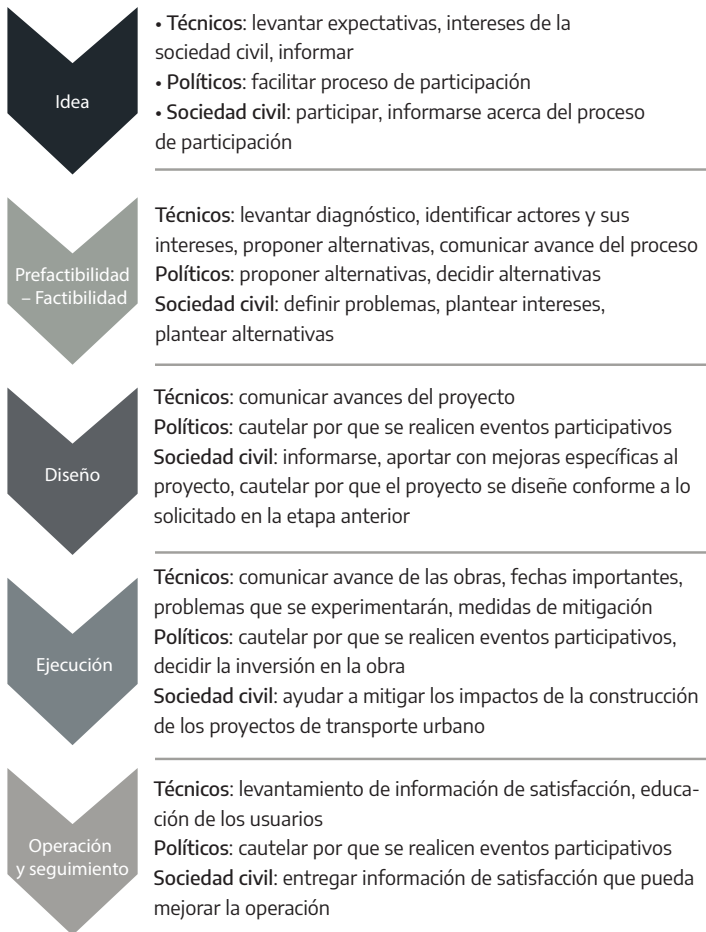 Idea
• Técnicos: levantar expectativas, intereses de la
sociedad civil, informar
• Políticos: facilitar proceso de participación
• Sociedad civil: participar, informarse acerca del proceso
de participación
Prefactibilidad
– Factibilidad
Técnicos: levantar diagnóstico, identificar actores y sus
intereses, proponer alternativas, comunicar avance del proceso
Políticos: proponer alternativas, decidir alternativas
Sociedad civil: definir problemas, plantear intereses,
plantear alternativas
Diseño
Técnicos: comunicar avances del proyecto
Políticos: cautelar por que se realicen eventos participativos
Sociedad civil: informarse, aportar con mejoras específicas al
proyecto, cautelar por que el proyecto se diseñe conforme a lo
solicitado en la etapa anterior
Ejecución
Técnicos: comunicar avance de las obras, fechas importantes,
problemas que se experimentarán, medidas de mitigación
Políticos: cautelar por que se realicen eventos participativos,
decidir la inversión en la obra
Sociedad civil: ayudar a mitigar los impactos de la construcción
de los proyectos de transporte urbano
Operación
y seguimiento
Técnicos: levantamiento de información de satisfacción, educa-
ción de los usuarios
Políticos: cautelar por que se realicen eventos participativos
Sociedad civil: entregar información de satisfacción que pueda
mejorar la operación